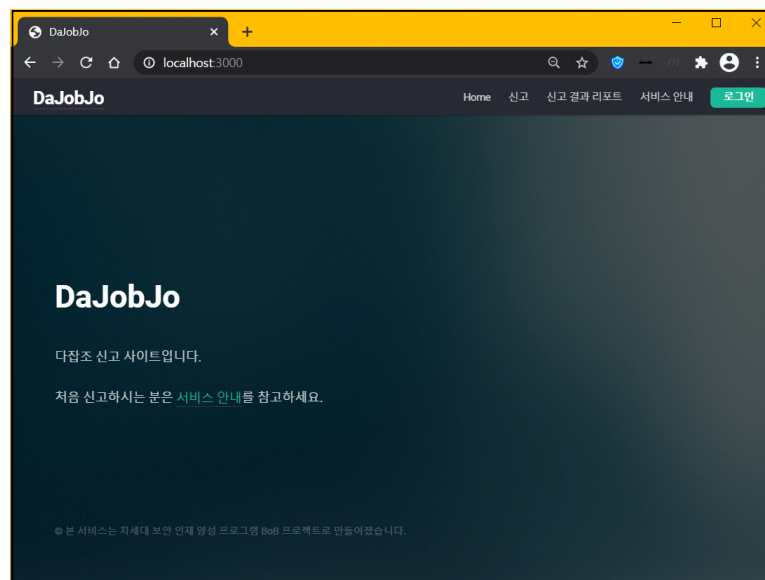 DaJobJo
localhost:3000
DaJobJo
Home 신고 신고 결과 리포트 서비스 안내 로그인
DaJobJo
다잡조 신고 사이트입니다.
처음 신고하시는 분은 서비스 안내를 참고하세요.
© 본 서비스는 차세대 보안 인재 양성 프로그램 BoB 프로젝트로 만들어졌습니다.